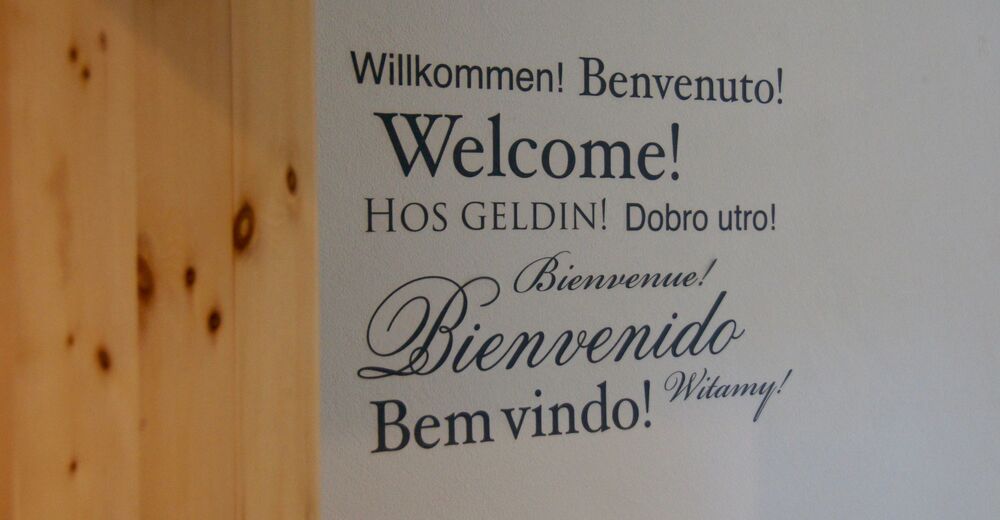 Willkommen! Benvenuto!
Welcome!
HOS GELDIN! Dobro utro!
Bienvenue!
Bienvenido
Bem vindo! Witamy!